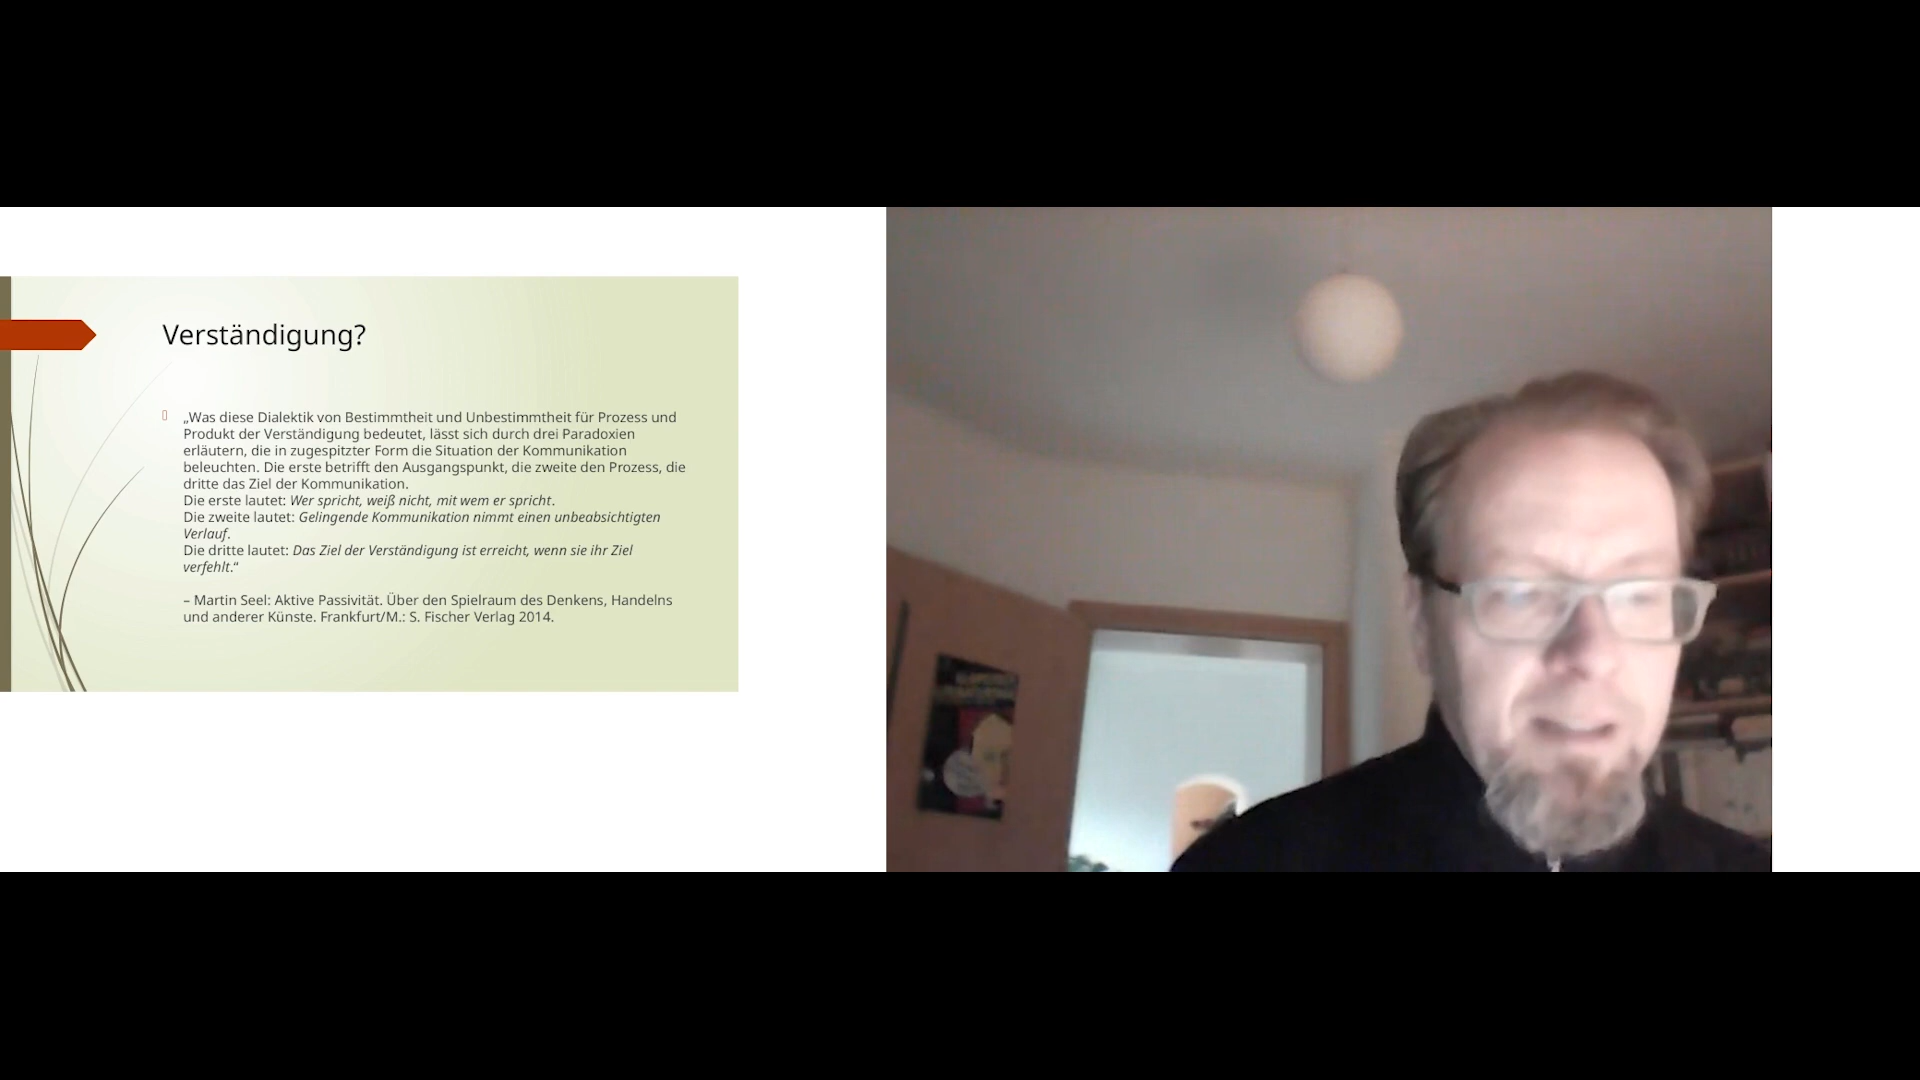 Verständigung?
„Was diese Dialektik von Bestimmtheit und Unbestimmtheit für Prozess und
Produkt der Verständigung bedeutet, lässt sich durch drei Paradoxien
erläutern, die in zugespitzter Form die Situation der Kommunikation
beleuchten. Die erste betrifft den Ausgangspunkt, die zweite den Prozess, die
dritte das Ziel der Kommunikation.
Die erste lautet: Wer spricht, weiß nicht, mit wem er spricht.
Die zweite lautet: Gelingende Kommunikation nimmt einen unbeabsichtigten
Verlauf.
Die dritte lautet: Das Ziel der Verständigung ist erreicht, wenn sie ihr Ziel
verfehlt.“
– Martin Seel: Aktive Passivität. Über den Spielraum des Denkens, Handelns
und anderer Künste. Frankfurt/M.: S. Fischer Verlag 2014.